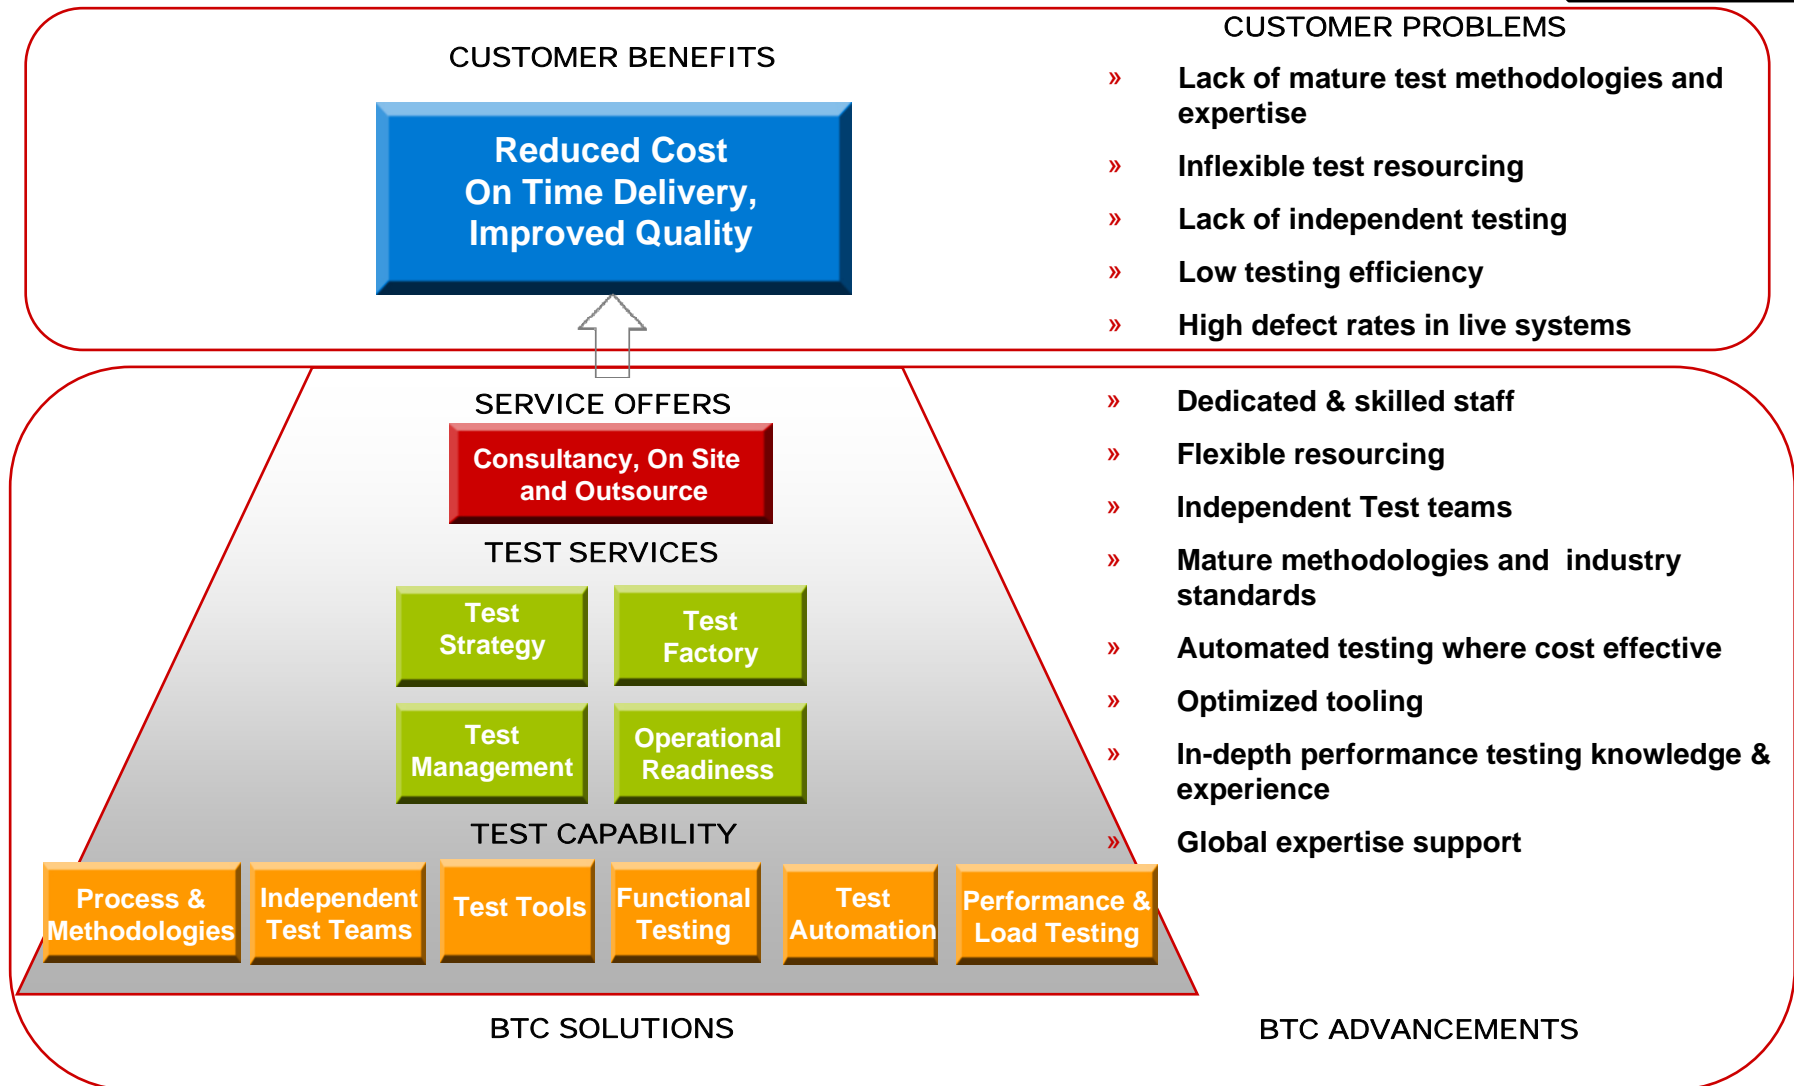 CUSTOMER BENEFITS
Reduced Cost
On Time Delivery,
Improved Quality
CUSTOMER PROBLEMS
» Lack of mature test methodologies and
expertise
» Inflexible test resourcing
» Lack of independent testing
» Low testing efficiency
» High defect rates in live systems
SERVICE OFFERS
Consultancy, On Site
and Outsource
TEST SERVICES
Test
Strategy
Test
Factory
Test
Management
Operational
Readiness
TEST CAPABILITY
Process &
Methodologies
Independent
Test Teams
Test Tools
Functional
Testing
Test
Automation
Performance &
Load Testing
BTC SOLUTIONS
» Dedicated & skilled staff
» Flexible resourcing
» Independent Test teams
» Mature methodologies and  industry
standards
» Automated testing where cost effective
» Optimized tooling
» In-depth performance testing knowledge &
experience
» Global expertise support
BTC ADVANCEMENTS